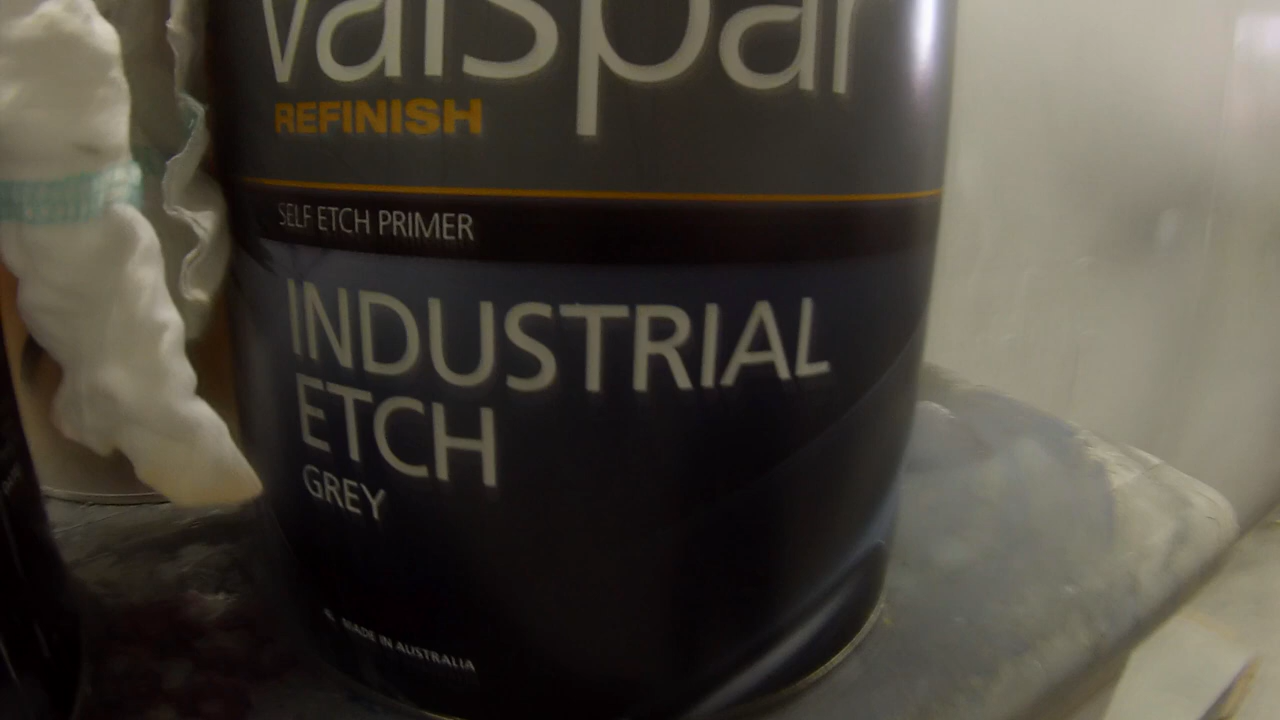 valspar
REFINISH
SELF ETCH PRIMER
INDUSTRIAL
ETCH
GREY
MADE IN AUSTRALIA